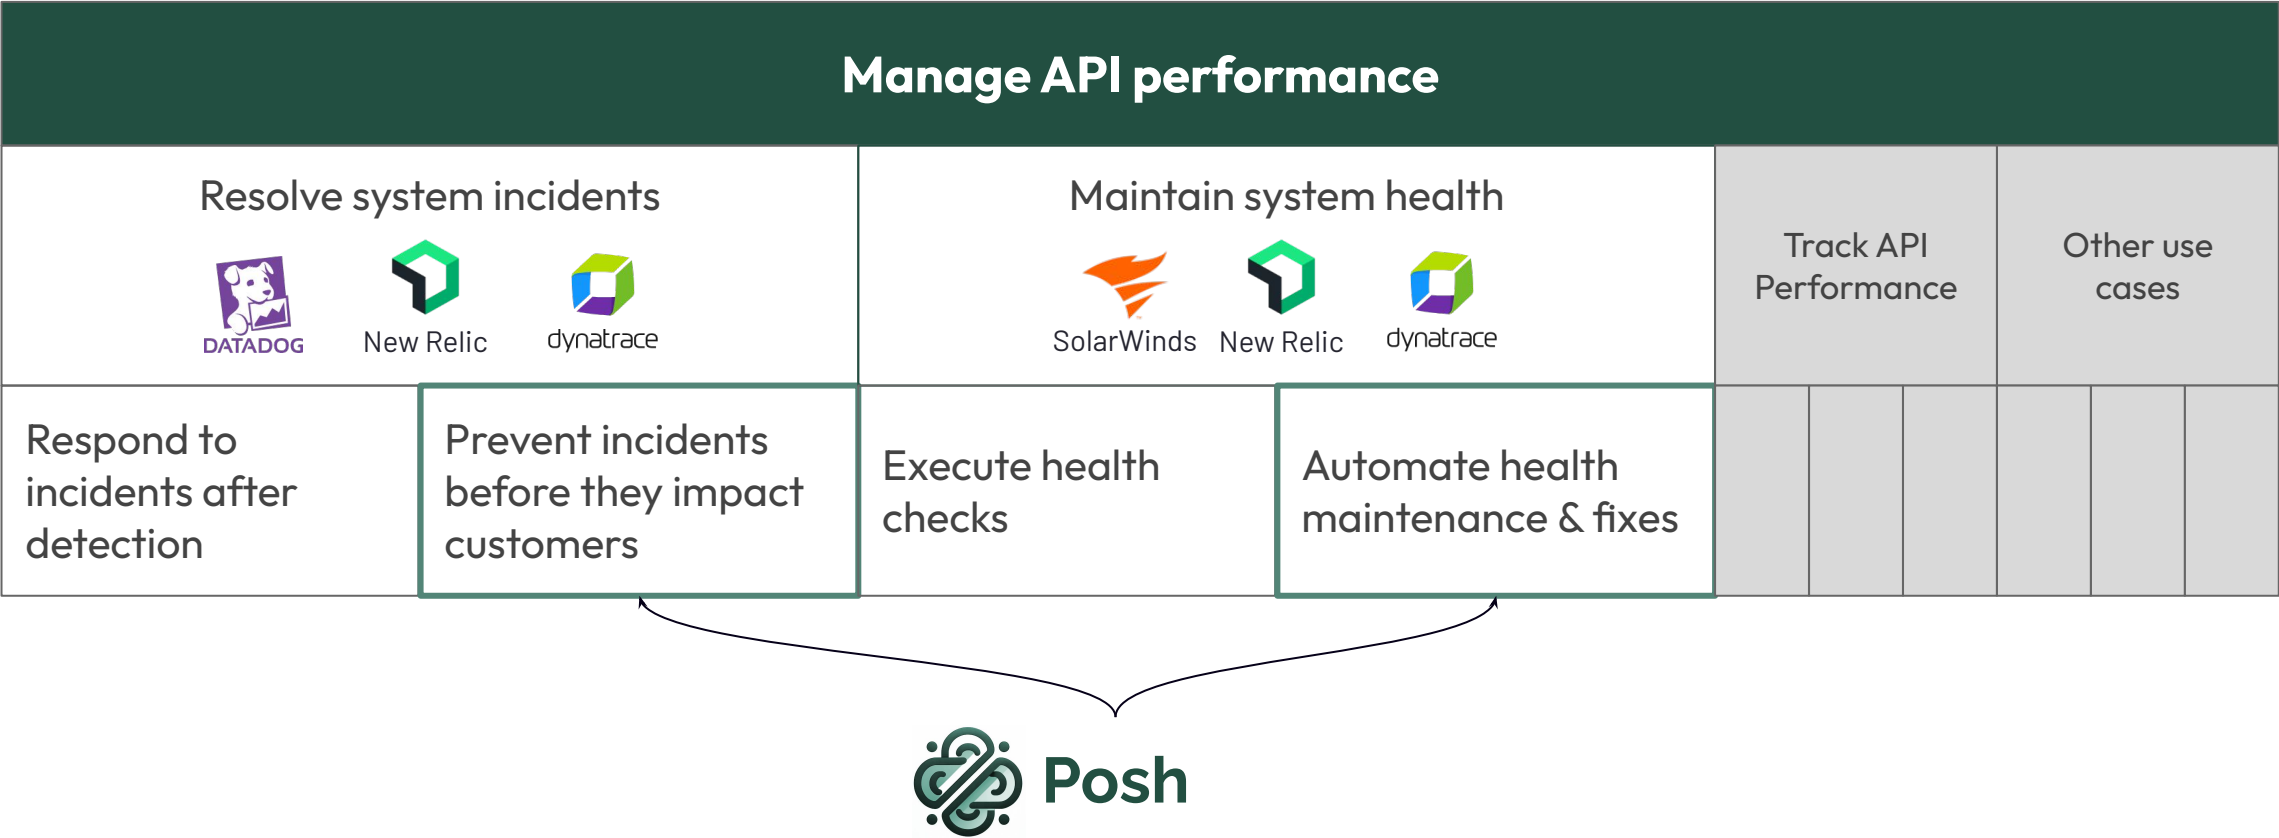 Manage API performance
Resolve system incidents
DATADOG
New Relic
dynatrace
Maintain system health
SolarWinds
New Relic
dynatrace
Track API
Performance
Other use
cases
Respond to
incidents after
detection
Prevent incidents
before they impact
customers
Execute health
checks
Automate health
maintenance & fixes
Posh